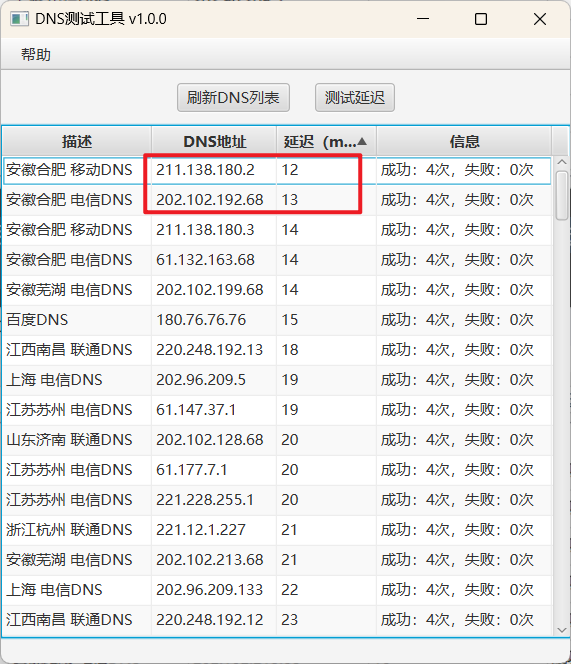 DNS测试工具 v1.0.0
帮助
刷新DNS列表 测试延迟
描述 DNS地址 延迟（m...▲ 信息
安徽合肥 移动DNS 211.138.180.2 12 成功：4次，失败：0次
安徽合肥 电信DNS 202.102.192.68 13 成功：4次，失败：0次
安徽合肥 移动DNS 211.138.180.3 14 成功：4次，失败：0次
安徽合肥 电信DNS 61.132.163.68 14 成功：4次，失败：0次
安徽芜湖 电信DNS 202.102.199.68 14 成功：4次，失败：0次
百度DNS 180.76.76.76 15 成功：4次，失败：0次
江西南昌 联通DNS 220.248.192.13 18 成功：4次，失败：0次
上海 电信DNS 202.96.209.5 19 成功：4次，失败：0次
江苏苏州 电信DNS 61.147.37.1 19 成功：4次，失败：0次
山东济南 联通DNS 202.102.128.68 20 成功：4次，失败：0次
江苏苏州 电信DNS 61.177.7.1 20 成功：4次，失败：0次
江苏苏州 电信DNS 221.228.255.1 20 成功：4次，失败：0次
浙江杭州 联通DNS 221.12.1.227 21 成功：4次，失败：0次
安徽芜湖 电信DNS 202.102.213.68 21 成功：4次，失败：0次
上海 电信DNS 202.96.209.133 22 成功：4次，失败：0次
江西南昌 联通DNS 220.248.192.12 23 成功：4次，失败：0次